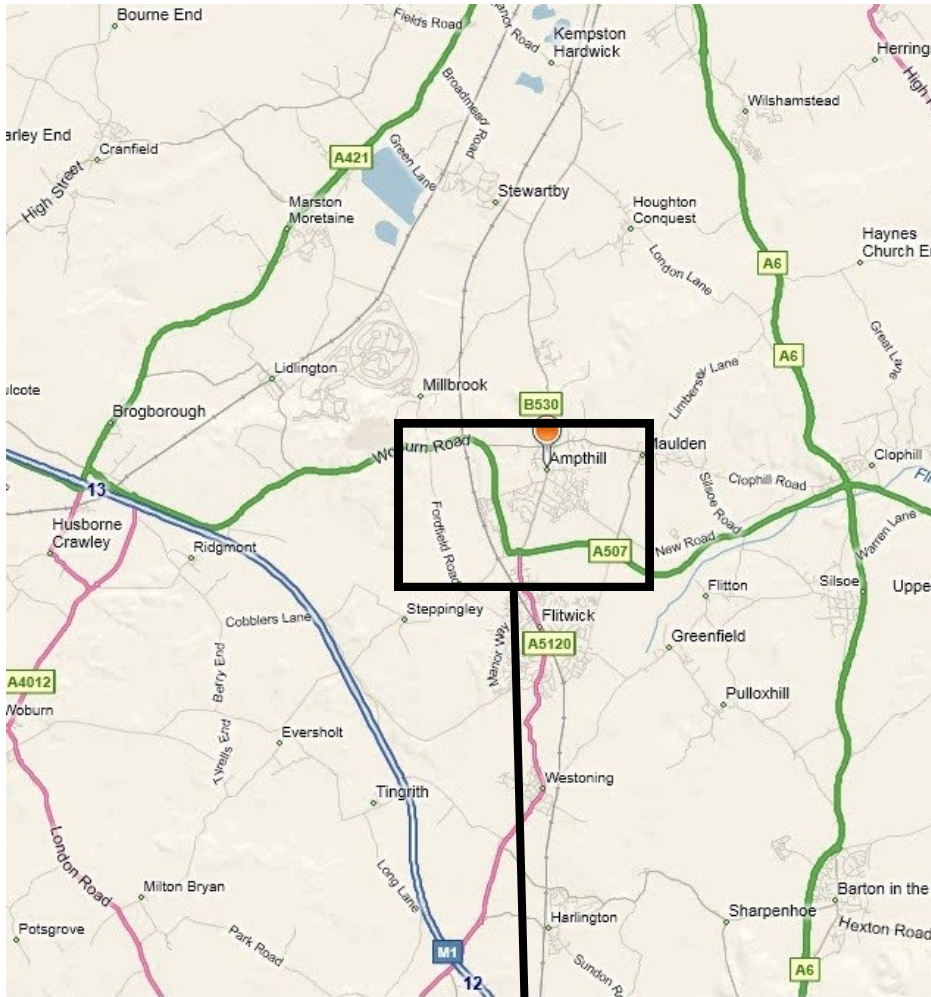 Bourne End
Fields Road
Road
Kempston
Hardwick
Herring
High
Broadmead Road
Wilshamstead
arley End
Cranfield
A421
Green Lane
High Street
Stewartby
Marston
Moretaine
Houghton
Conquest
Haynes
Church E
London Lane
A6
Great Lane
A6
Lidlington
Millbrook
Limbersey Lane
ulcote
B530
Brogborough
Woburn Road
Maulden
Ampthill
Clophill
13
Clophill Road
Silsoe Road
Fordfield Road
Husborne
Crawley
Ridgmont
A507
New Road
Warren Lane
Steppingley
Flitton
Silsoe
Uppe
Cobblers Lane
Flitwick
Manor Way
A5120
Greenfield
Berry End
A4012
Woburn
Pulloxhill
Eversholt
Tyrells End
Westoning
Tingrith
London Road
Long Lane
Milton Bryan
Barton in the
Potsgrove
Park Road
Harlington
Sharpenhoe
Hexton Road
M1
12
Sundon R
A6